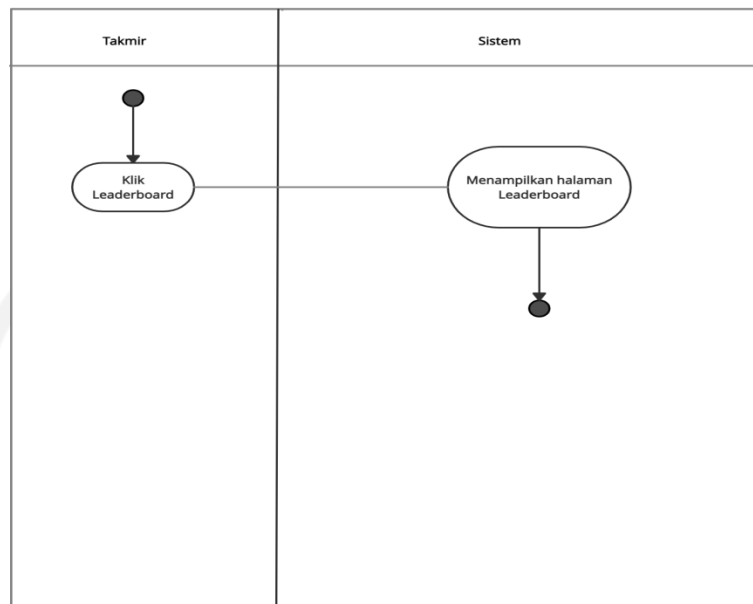 Takmir
Sistem
Klik
Leaderboard
Menampilkan halaman
Leaderboard